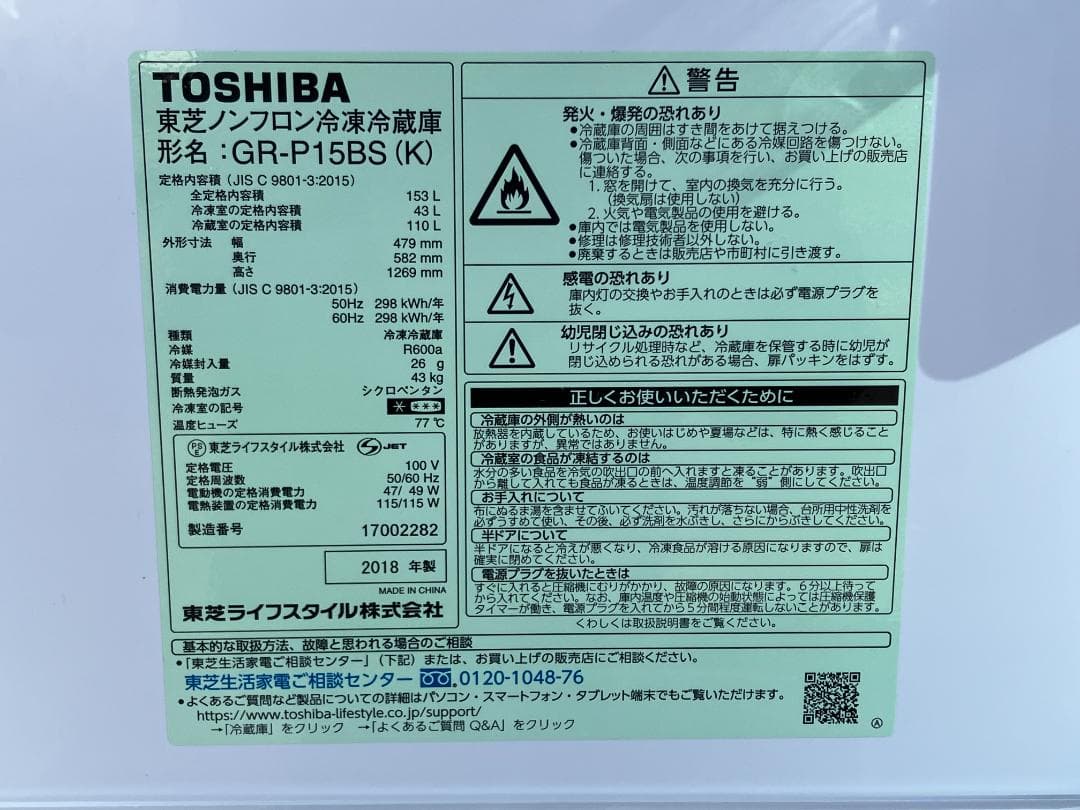 TOSHIBA
東芝ノンフロン冷凍冷蔵庫
形名：GR-P15BS (K)
定格内容積（JIS C 9801-3:2015）
全定格内容積 153 L
冷凍室の定格内容積 43 L
冷蔵室の定格内容積 110 L
外形寸法 幅 479 mm
奥行 582 mm
高さ 1269 mm
消費電力量（JIS C 9801-3:2015）
50Hz 298 kWh/年
60Hz 298 kWh/年
種類 冷凍冷蔵庫
冷媒 R600a
冷媒封入量 26 g
質量 43 kg
断熱発泡ガス シクロペンタン
冷凍室の記号 * ***
温度ヒューズ 77 ℃
PS E 東芝ライフスタイル株式会社 JET
定格電圧 100 V
定格周波数 50/60 Hz
電動機の定格消費電力 47/ 49 W
電熱装置の定格消費電力 115/115 W
製造番号 17002282
2018 年製
MADE IN CHINA
東芝ライフスタイル株式会社
警告
発火・爆発の恐れあり
●冷蔵庫の周囲はすき間をあけて据えつける。
●冷蔵庫背面・側面などにある冷媒回路を傷つけない。
傷ついた場合、次の事項を行い、お買い上げの販売店
に連絡する。
1. 窓を開けて、室内の換気を充分に行う。
(換気扇は使用しない)
2. 火気や電気製品の使用を避ける。
●庫内では電気製品を使用しない。
●修理は修理技術者以外しない。
●廃棄するときは販売店や市町村に引き渡す。
感電の恐れあり
庫内灯の交換やお手入れのときは必ず電源プラグを
抜く。
幼児閉じ込みの恐れあり
リサイクル処理時など、冷蔵庫を保管する時に幼児が
閉じ込められる恐れがある場合、扉パッキンをはずす。
正しくお使いいただくために
冷蔵庫の外側が熱いのは
放熱器を内蔵しているため、お使いはじめや夏場などは、特に熱く感じること
がありますが、異常ではありません。
冷蔵室の食品が凍結するのは
水分の多い食品を冷気の吹出口の前へ入れますと凍ることがあります。吹出口
から離して入れても食品が凍るときは、温度調節を“弱”側にしてください。
お手入れについて
布にぬるま湯を含ませてふいてください。汚れが落ちない場合、台所用中性洗剤を
必ずうすめて使い、その後、必ず洗剤を水ぶきし、さらにからぶきしてください。
半ドアについて
半ドアになると冷えが悪くなり、冷凍食品が溶ける原因になりますので、扉は
確実に閉めてください。
電源プラグを抜いたときは
すぐに入れると圧縮機にむりがかかり、故障の原因になります。6分以上待って
から入れてください。なお、庫内温度や圧縮機の始動状態によっては圧縮機保護
タイマーが働き、電源プラグを入れてから5分間程度運転しないことがあります。
くわしくは取扱説明書をご覧ください。
基本的な取扱方法、故障と思われる場合のご相談
●「東芝生活家電ご相談センター」（下記）または、お買い上げの販売店にご相談ください。
東芝生活家電ご相談センター 0120-1048-76
●よくあるご質問など製品についての詳細はパソコン・スマートフォン・タブレット端末でもご覧いただけます。
https://www.toshiba-lifestyle.co.jp/support/
→「冷蔵庫」をクリック →「よくあるご質問 Q&A」をクリック
Ⓐ